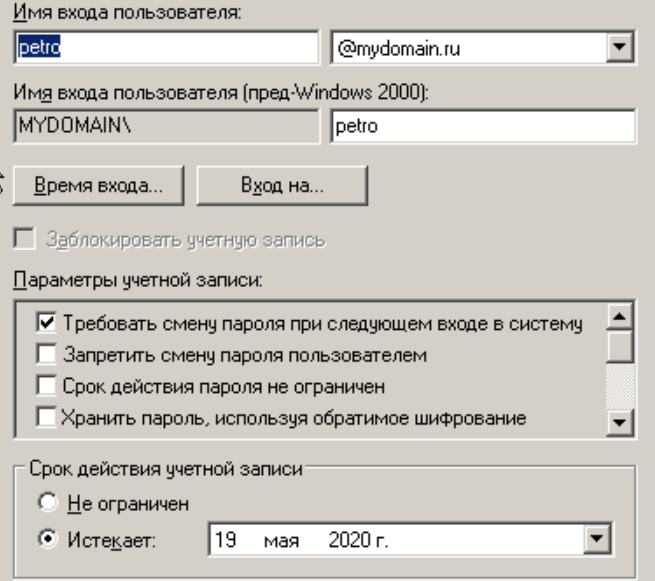 Имя входа пользователя:
petro @mydomain.ru
Имя входа пользователя (пред-Windows 2000):
MYDOMAIN\ petro
Время входа... Вход на...
Заблокировать учетную запись
Параметры учетной записи:
Требовать смену пароля при следующем входе в систему
Запретить смену пароля пользователем
Срок действия пароля не ограничен
Хранить пароль, используя обратимое шифрование
Срок действия учетной записи
Не ограничен
Истекает: 19 мая 2020 г.